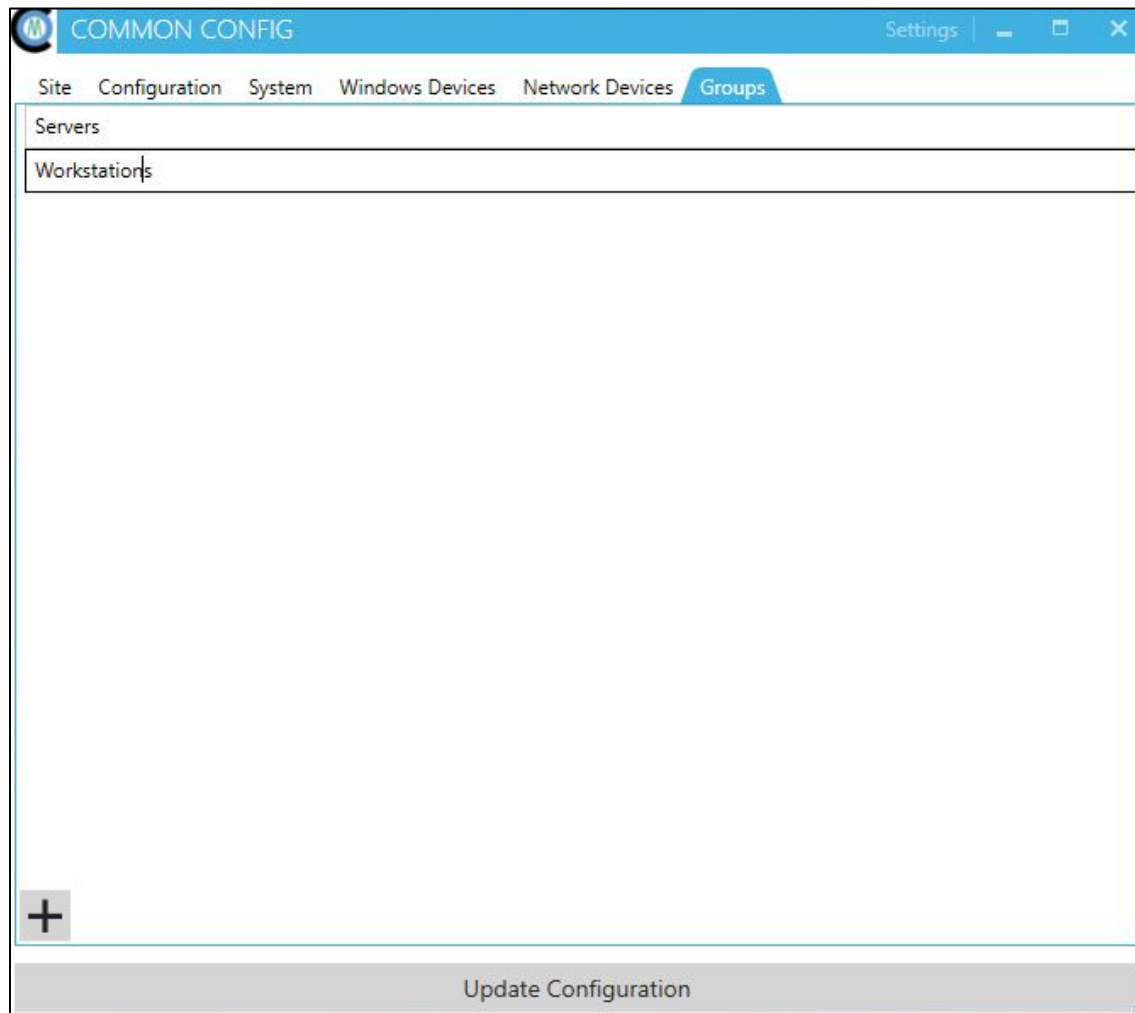 M COMMON CONFIG Settings
Site Configuration System Windows Devices Network Devices Groups
Servers
Workstations
+
Update Configuration